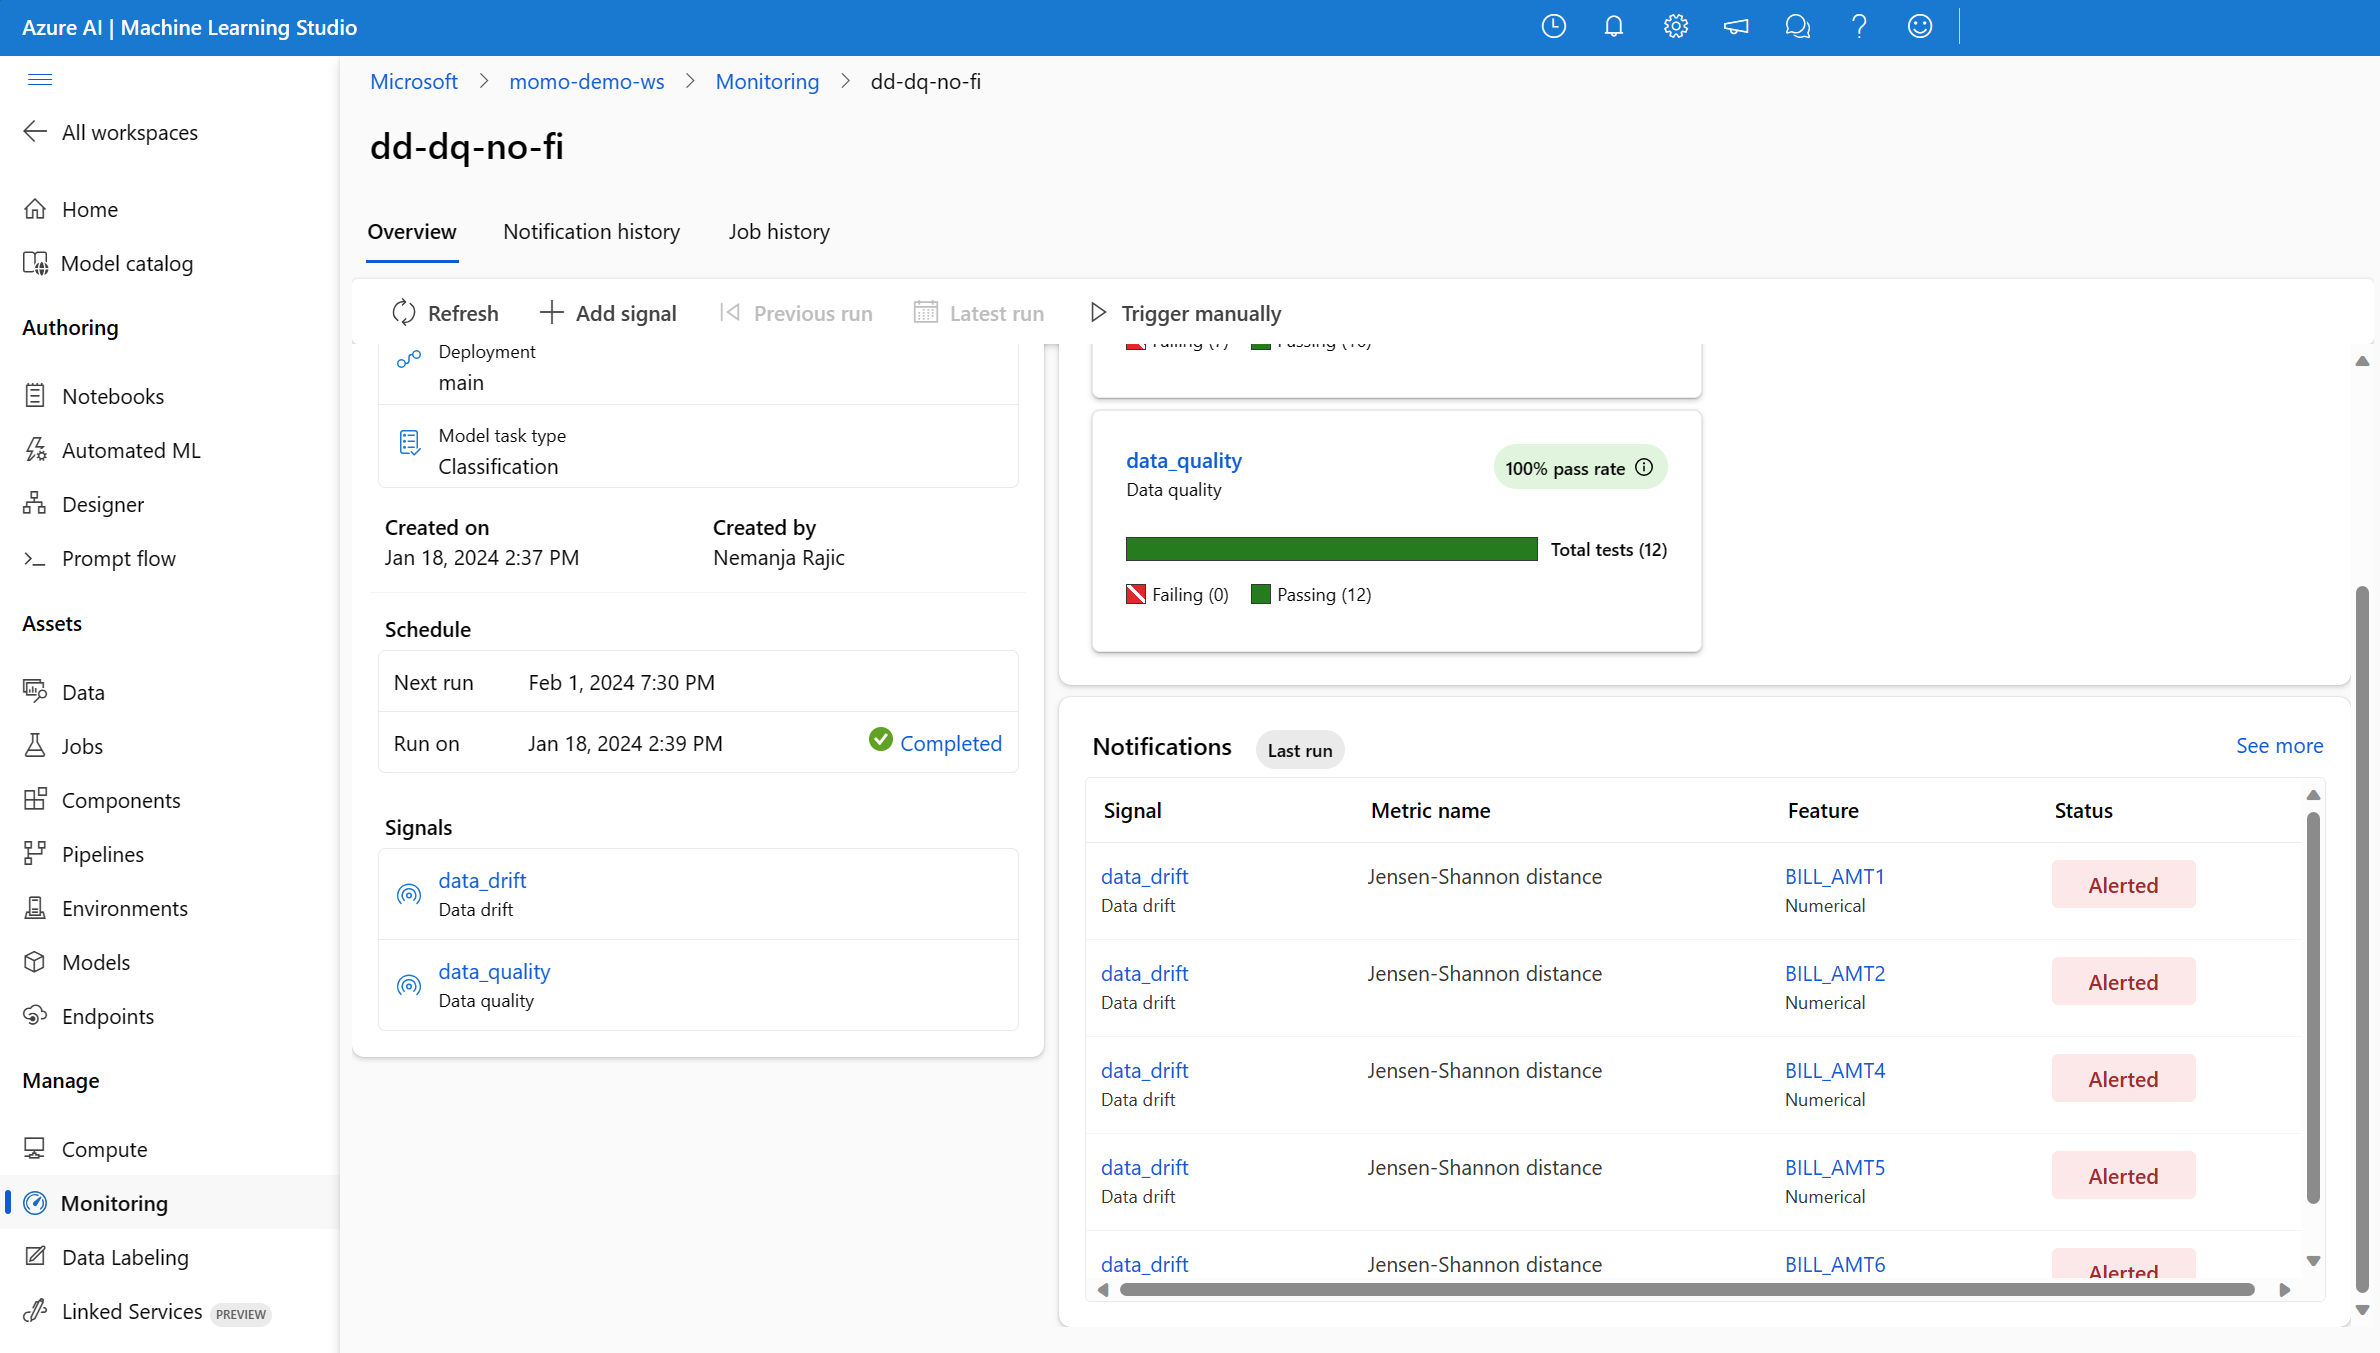 Azure AI | Machine Learning Studio
Microsoft > momo-demo-ws > Monitoring > dd-dq-no-fi
All workspaces
Home
Model catalog
Authoring
Notebooks
Automated ML
Designer
Prompt flow
Assets
Data
Jobs
Components
Pipelines
Environments
Models
Endpoints
Manage
Compute
Monitoring
Data Labeling
Linked Services PREVIEW
dd-dq-no-fi
Overview Notification history Job history
Refresh Add signal Previous run Latest run Trigger manually
Deployment
main
Model task type
Classification
Created on Created by
Jan 18, 2024 2:37 PM Nemanja Rajic
Schedule
Next run Feb 1, 2024 7:30 PM
Run on Jan 18, 2024 2:39 PM Completed
Signals
data_drift
Data drift
data_quality
Data quality
Failing (7) Passing (16)
data_quality 100% pass rate
Data quality
Total tests (12)
Failing (0) Passing (12)
Notifications Last run See more
Signal Metric name Feature Status
data_drift Jensen-Shannon distance BILL_AMT1 Alerted
Data drift Numerical
data_drift Jensen-Shannon distance BILL_AMT2 Alerted
Data drift Numerical
data_drift Jensen-Shannon distance BILL_AMT4 Alerted
Data drift Numerical
data_drift Jensen-Shannon distance BILL_AMT5 Alerted
Data drift Numerical
data_drift Jensen-Shannon distance BILL_AMT6 Alerted